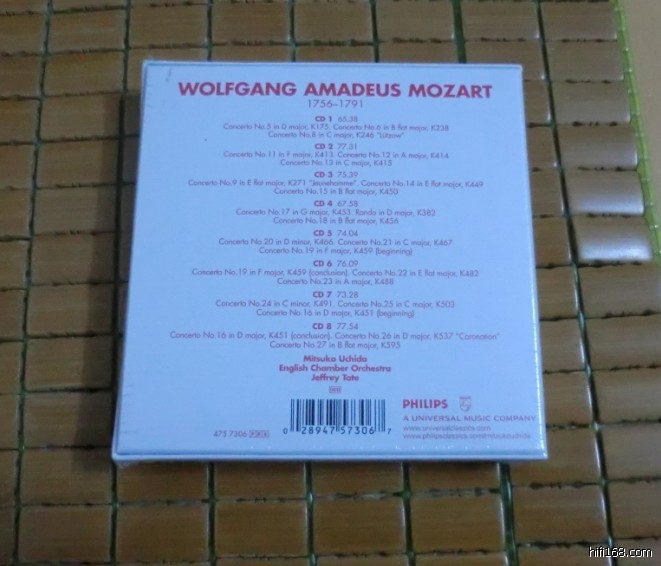 WOLFGANG AMADEUS MOZART
1756–1791
CD 1 65.38
Concerto No.5 in D major, K175. Concerto No.6 in B flat major, K238
Concerto No.8 in C major, K246 "Lützow"
CD 2 77.31
Concerto No.11 in F major, K413. Concerto No.12 in A major, K414.
Concerto No.13 in C major, K415
CD 3 75.39
Concerto No.9 in E flat major, K271 "Jeunehomme". Concerto No.14 in E flat major, K449
Concerto No.15 in B flat major, K450
CD 4 67.58
Concerto No.17 in G major, K453. Rondo in D major, K382
Concerto No.18 in B flat major, K456
CD 5 74.04
Concerto No.20 in D minor, K466. Concerto No.21 in C major, K467
Concerto No.19 in F major, K459 (beginning)
CD 6 76.09
Concerto No.19 in F major, K459 (conclusion). Concerto No.22 in E flat major, K482
Concerto No.23 in A major, K488
CD 7 73.28
Concerto No.24 in C minor, K491. Concerto No.25 in C major, K503
Concerto No.16 in D major, K451 (beginning)
CD 8 77.54
Concerto No.16 in D major, K451 (conclusion). Concerto No.26 in D major, K537 "Coronation"
Concerto No.27 in B flat major, K595
Mitsuko Uchida
English Chamber Orchestra
Jeffrey Tate
475 7306
0 28947 57306 7
PHILIPS
A UNIVERSAL MUSIC COMPANY
www.universalclassics.com
www.philipsclassics.com/mitsukouchida
hifi168.com